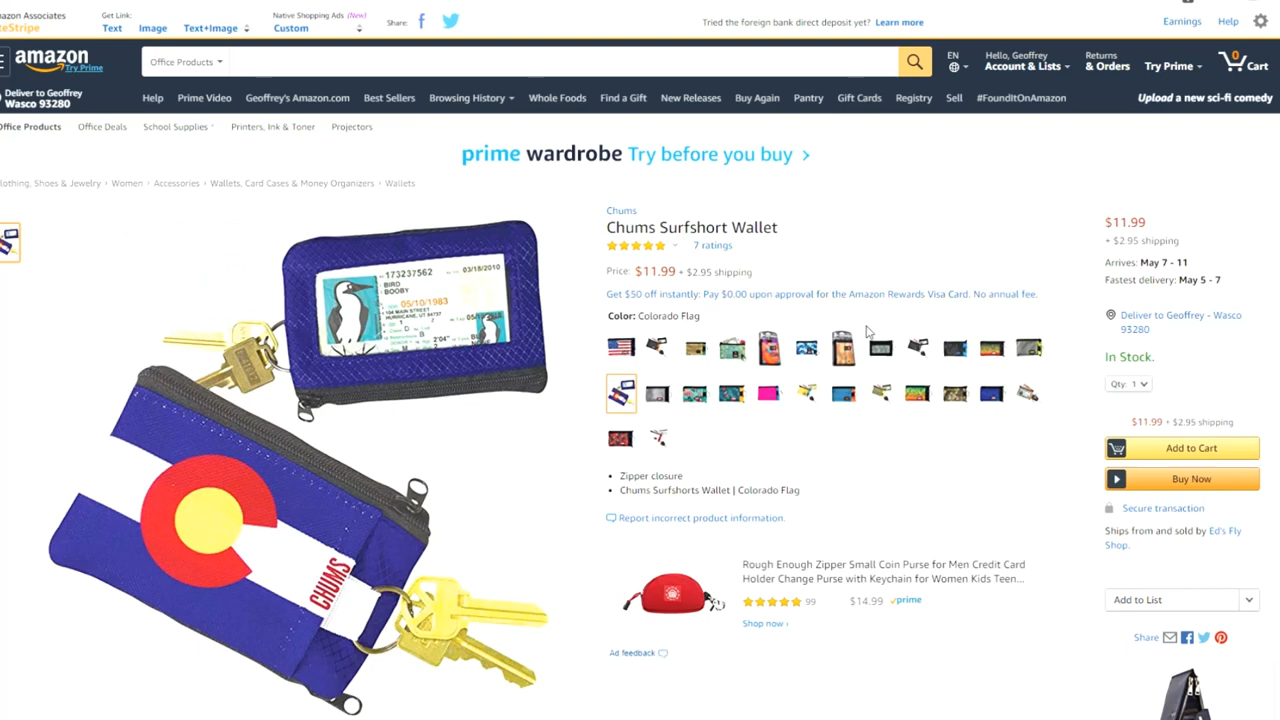 azon Associates
teStripe
Get Link:
Text Image Text+Image
Native Shopping Ads (New)
Custom
Share:
Tried the foreign bank direct deposit yet? Learn more
Earnings Help
amazon
Try Prime
Office Products
EN
Hello, Geoffrey
Account & Lists
Returns
& Orders
Try Prime
0
Cart
Deliver to Geoffrey
Wasco 93280
Help Prime Video Geoffrey's Amazon.com Best Sellers Browsing History Whole Foods Find a Gift New Releases Buy Again Pantry Gift Cards Registry Sell #FoundItOnAmazon
Upload a new sci-fi comedy
Office Products Office Deals School Supplies Printers, Ink & Toner Projectors
prime wardrobe Try before you buy ›
lothing, Shoes & Jewelry › Women › Accessories › Wallets, Card Cases & Money Organizers › Wallets
173237562
03/18/2010
BIRD
BOOBY
05/10/1983
104 MAIN STREET
HURRICANE, UT 84737
2'04"
CHUMS
Chums
Chums Surfshort Wallet
7 ratings
Price: $11.99 + $2.95 shipping
Get $50 off instantly: Pay $0.00 upon approval for the Amazon Rewards Visa Card. No annual fee.
Color: Colorado Flag
• Zipper closure
• Chums Surfshorts Wallet | Colorado Flag
Report incorrect product information.
Rough Enough Zipper Small Coin Purse for Men Credit Card
Holder Change Purse with Keychain for Women Kids Teen...
99 $14.99 prime
Shop now ›
Ad feedback
$11.99
+ $2.95 shipping
Arrives: May 7 - 11
Fastest delivery: May 5 - 7
Deliver to Geoffrey - Wasco
93280
In Stock.
Qty: 1
$11.99 + $2.95 shipping
Add to Cart
Buy Now
Secure transaction
Ships from and sold by Ed's Fly
Shop.
Add to List
Share